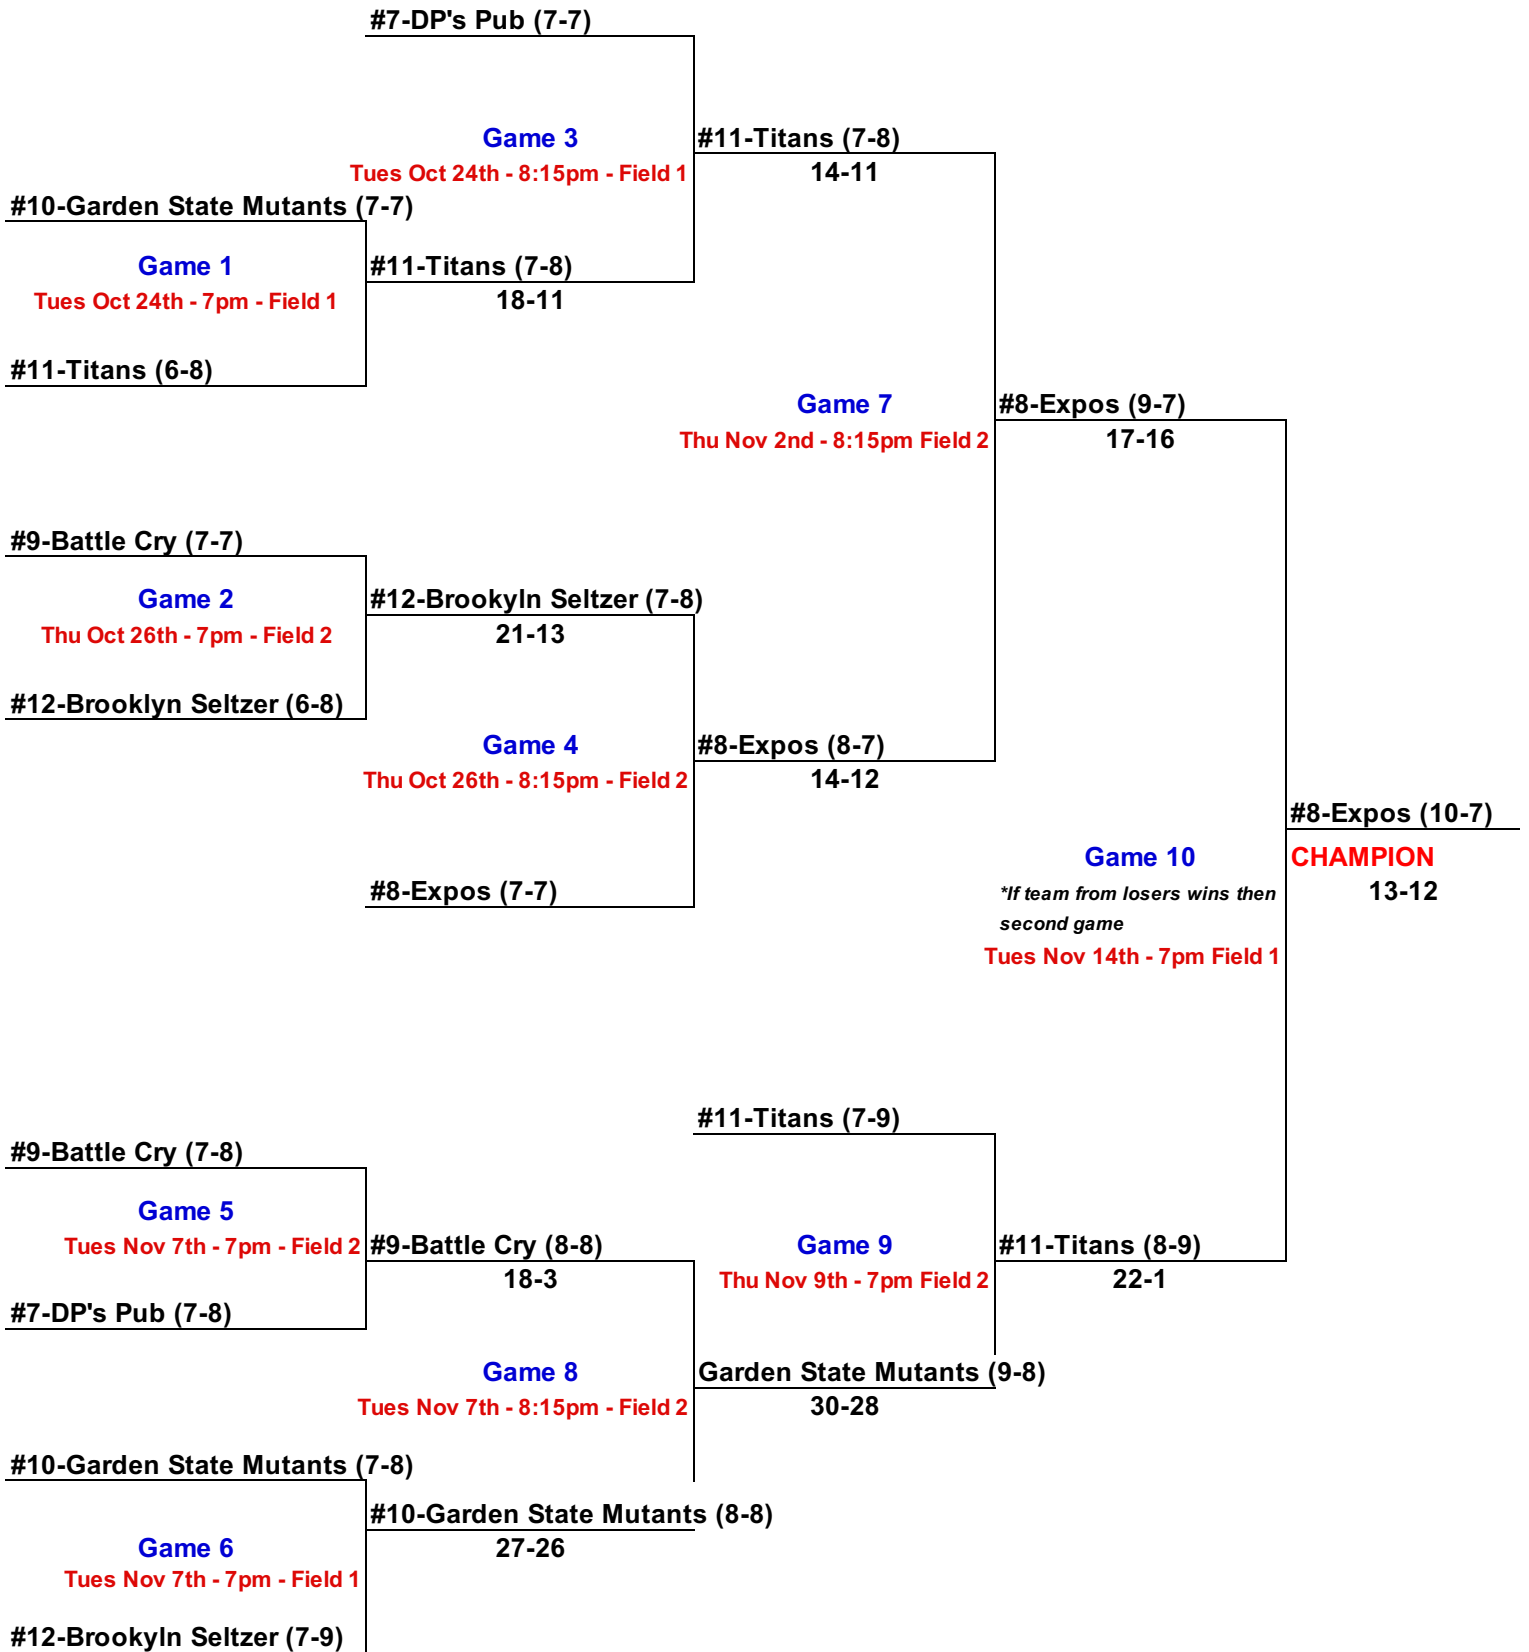 #7-DP's Pub (7-7)
Game 3
#11-Titans (7-8)
Tues Oct 24th - 8:15pm - Field 1
14-11
#10-Garden State Mutants (7-7)
Game 1
#11-Titans (7-8)
Tues Oct 24th - 7pm - Field 1
18-11
#11-Titans (6-8)
Game 7
#8-Expos (9-7)
Thu Nov 2nd - 8:15pm Field 2
17-16
#9-Battle Cry (7-7)
Game 2
#12-Brookyln Seltzer (7-8)
Thu Oct 26th - 7pm - Field 2
21-13
#12-Brooklyn Seltzer (6-8)
Game 4
#8-Expos (8-7)
Thu Oct 26th - 8:15pm - Field 2
14-12
#8-Expos (10-7)
Game 10
CHAMPION
#8-Expos (7-7)
*If team from losers wins then
13-12
second game
Tues Nov 14th - 7pm Field 1
#11-Titans (7-9)
#9-Battle Cry (7-8)
Game 5
Tues Nov 7th - 7pm - Field 2
#9-Battle Cry (8-8)
Game 9
#11-Titans (8-9)
18-3
Thu Nov 9th - 7pm Field 2
22-1
#7-DP's Pub (7-8)
Game 8
Garden State Mutants (9-8)
Tues Nov 7th - 8:15pm - Field 2
30-28
#10-Garden State Mutants (7-8)
#10-Garden State Mutants (8-8)
Game 6
27-26
Tues Nov 7th - 7pm - Field 1
#12-Brookyln Seltzer (7-9)